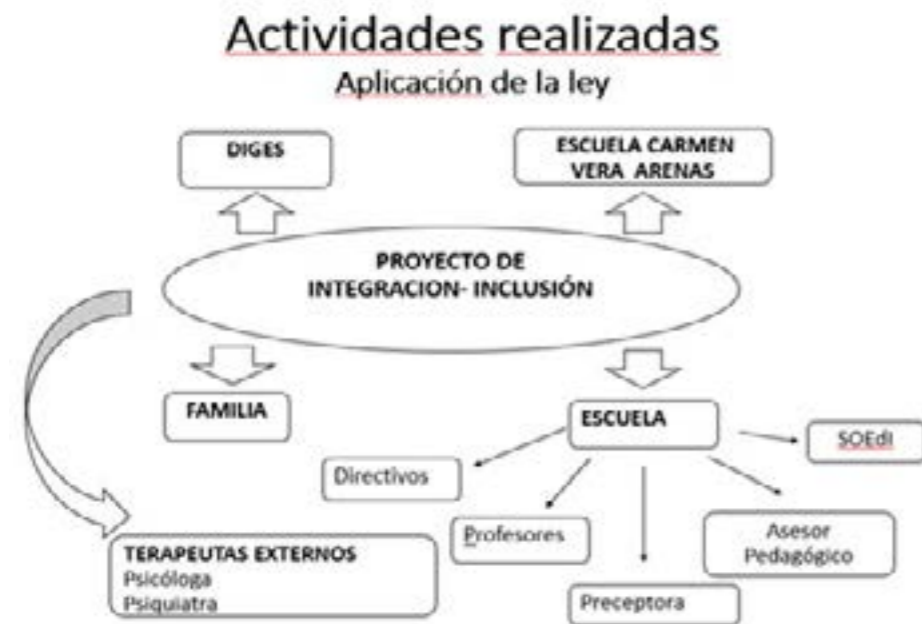 Actividades realizadas
Aplicación de la ley
DIGES
ESCUELA CARMEN
VERA ARENAS
PROYECTO DE
INTEGRACION- INCLUSIÓN
FAMILIA
ESCUELA
SOEdI
Directivos
Profesores
Asesor
Pedagógico
Preceptora
TERAPEUTAS EXTERNOS
Psicóloga
Psiquiatra